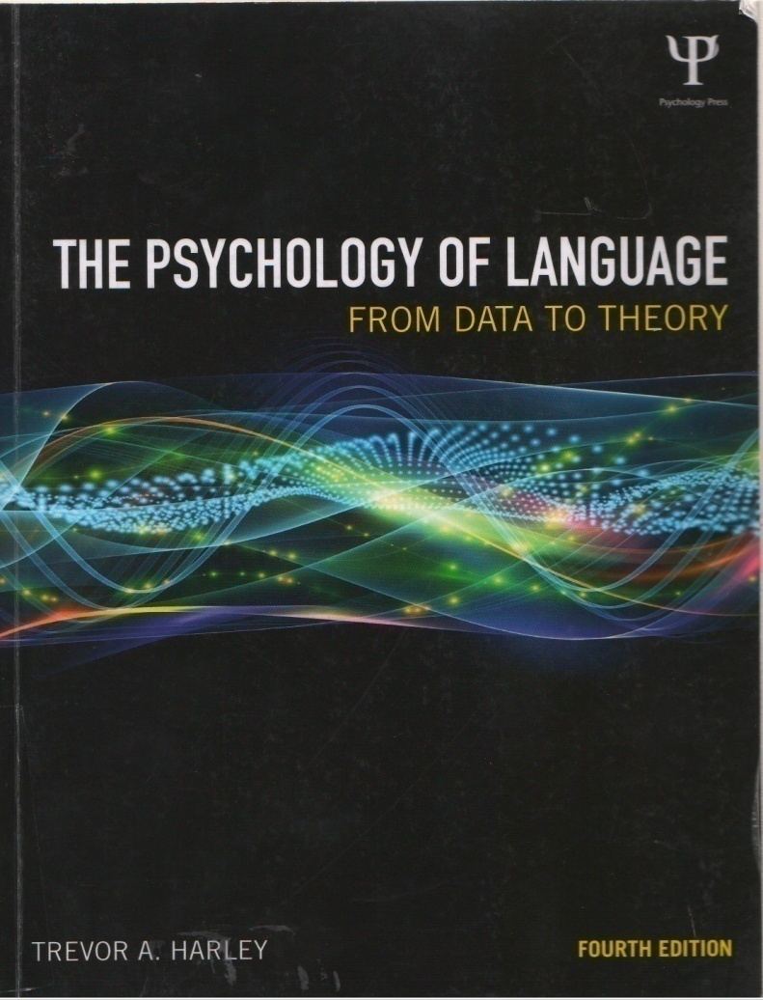 Psychology Press
THE PSYCHOLOGY OF LANGUAGE
FROM DATA TO THEORY
TREVOR A. HARLEY
FOURTH EDITION